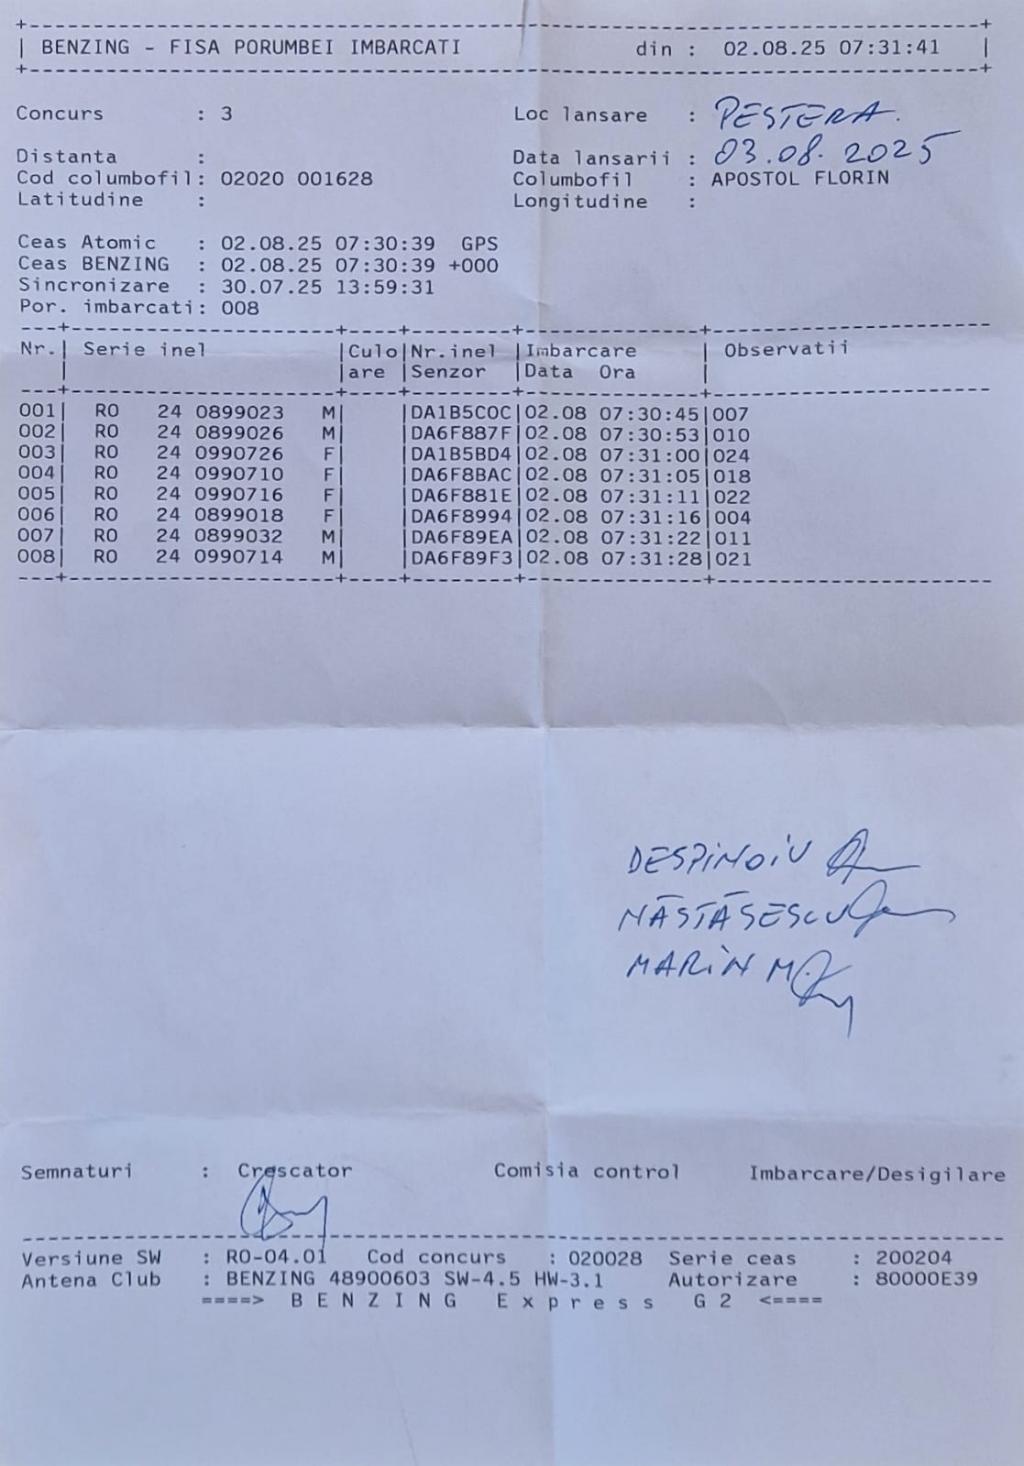 BENZING - FISA PORUMBEI IMBARCATI din : 02.08.25 07:31:41
Concurs : 3 Loc lansare : PESTERA.
Distanta : Data lansarii : 03.08.2025
Cod columbofil: 02020 001628 Columbofil : APOSTOL FLORIN
Latitudine : Longitudine :
Ceas Atomic : 02.08.25 07:30:39 GPS
Ceas BENZING : 02.08.25 07:30:39 +000
Sincronizare : 30.07.25 13:59:31
Por. imbarcati: 008
Nr.| Serie inel |Culo|Nr.inel |Imbarcare | Observatii
| |are |Senzor |Data Ora |
001| RO 24 0899023 M| |DA1B5C0C|02.08 07:30:45|007
002| RO 24 0899026 M| |DA6F887F|02.08 07:30:53|010
003| RO 24 0990726 F| |DA1B5BD4|02.08 07:31:00|024
004| RO 24 0990710 F| |DA6F8BAC|02.08 07:31:05|018
005| RO 24 0990716 F| |DA6F881E|02.08 07:31:11|022
006| RO 24 0899018 F| |DA6F8994|02.08 07:31:16|004
007| RO 24 0899032 M| |DA6F89EA|02.08 07:31:22|011
008| RO 24 0990714 M| |DA6F89F3|02.08 07:31:28|021
DESPINOIU
NĂSTĂSESCU
MARIN M.
Semnaturi : Crescator Comisia control Imbarcare/Desigilare
Versiune SW : RO-04.01 Cod concurs : 020028 Serie ceas : 200204
Antena Club : BENZING 48900603 SW-4.5 HW-3.1 Autorizare : 80000E39
====> B E N Z I N G E x p r e s s G 2 <====